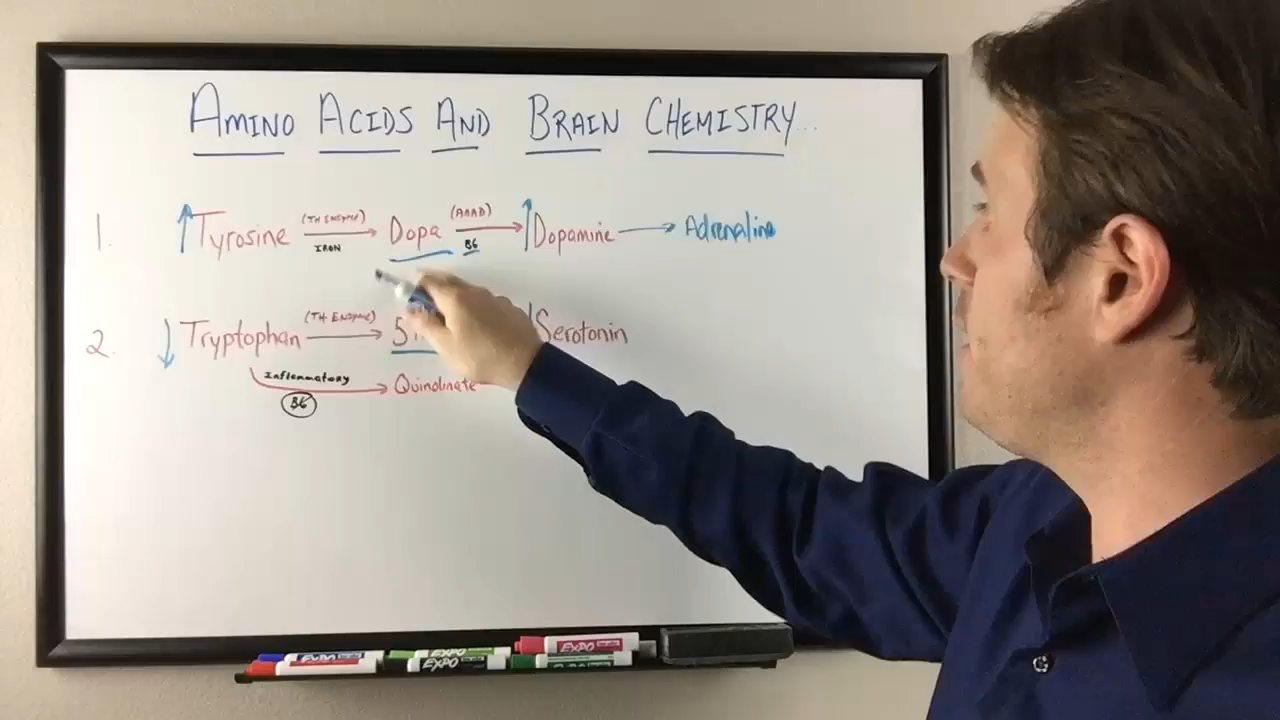 AMINO ACIDS AND BRAIN CHEMISTRY...
1. ↑Tyrosine (TH ENZYME) IRON → Dopa (AAAD) B6 → ↑Dopamine → Adrenaline
2. ↓ Tryptophan (TH ENZYME) → Serotonin
Inflammatory B6 → Quinolinate
EXPO EXPO EXPO EXPO EXPO